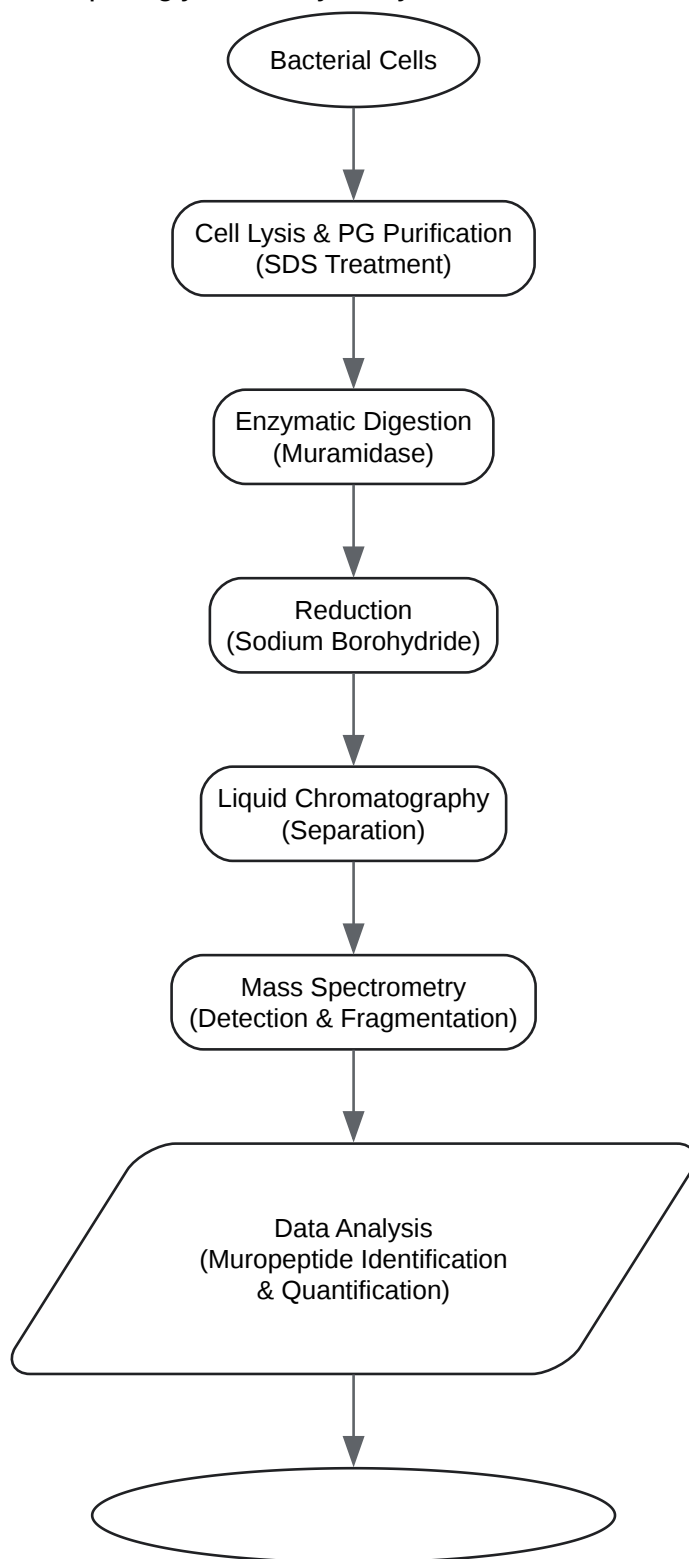 Bacterial Cells
Cell Lysis & PG Purification
(SDS Treatment)
Enzymatic Digestion
(Muramidase)
Reduction
(Sodium Borohydride)
Liquid Chromatography
(Separation)
Mass Spectrometry
(Detection & Fragmentation)
Data Analysis
(Muropeptide Identification
& Quantification)